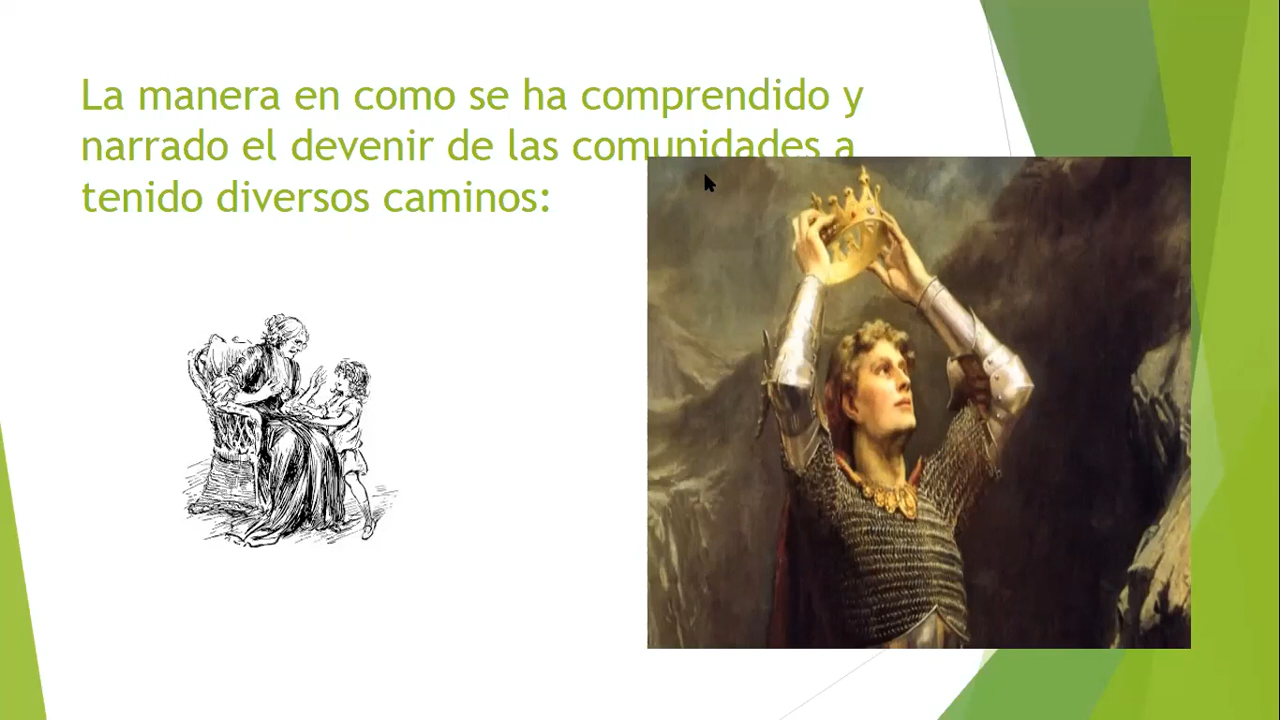 La manera en como se ha comprendido y
narrado el devenir de las comunidades a
tenido diversos caminos: